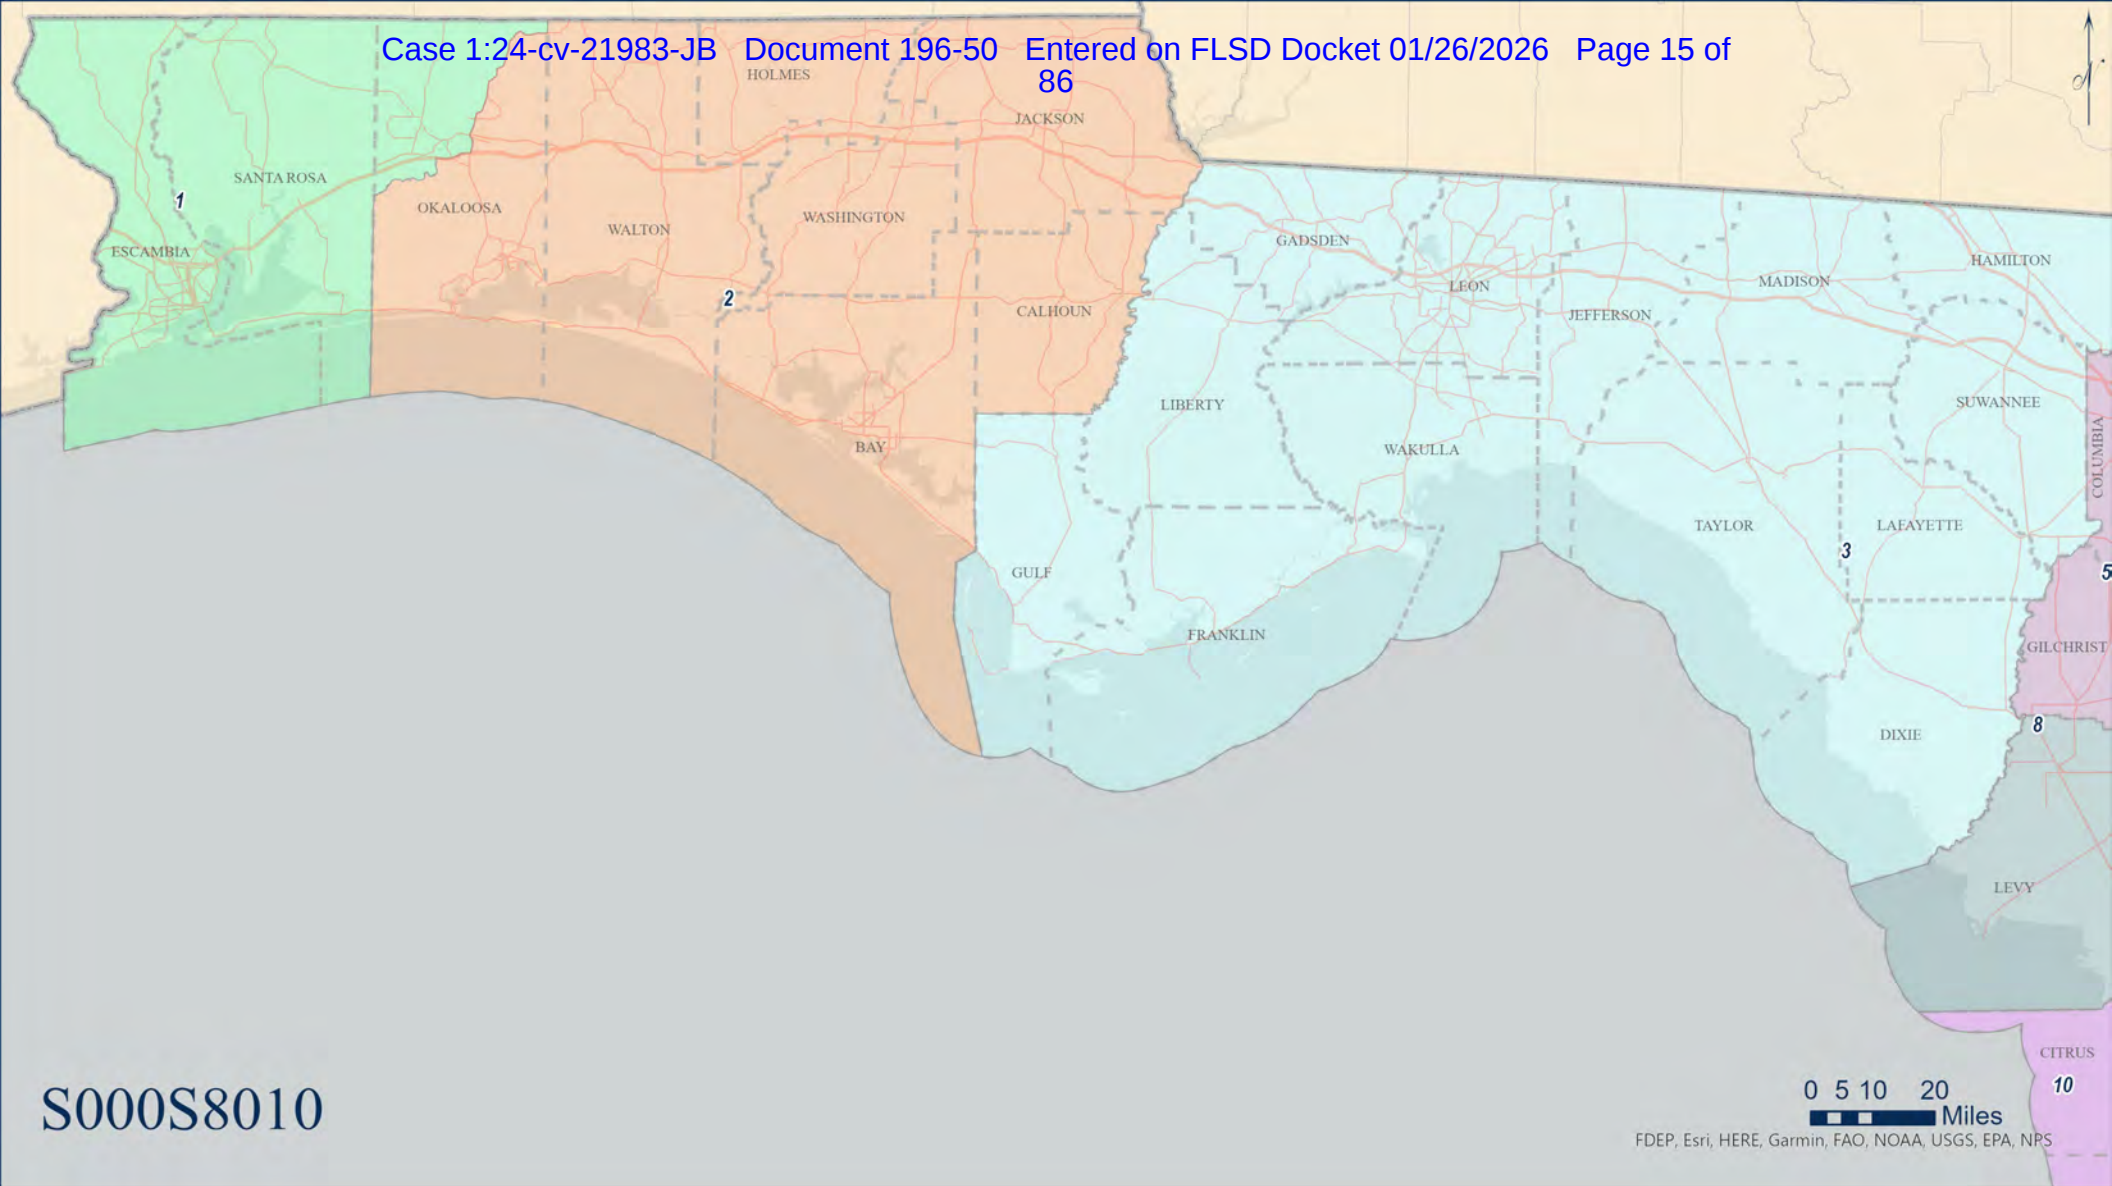 Case 1:24-cv-21983-JB Document 196-50 Entered on FLSD Docket 01/26/2026 Page 15 of
86
N
HOLMES
JACKSON
SANTA ROSA
1
OKALOOSA
WALTON
WASHINGTON
GADSDEN
ESCAMBIA
HAMILTON
MADISON
LEON
2
CALHOUN
JEFFERSON
LIBERTY
SUWANNEE
COLUMBIA
BAY
WAKULLA
TAYLOR
LAFAYETTE
3
GULF
5
FRANKLIN
GILCHRIST
8
DIXIE
LEVY
CITRUS
10
S000S8010
0 5 10 20
Miles
FDEP, Esri, HERE, Garmin, FAO, NOAA, USGS, EPA, NPS